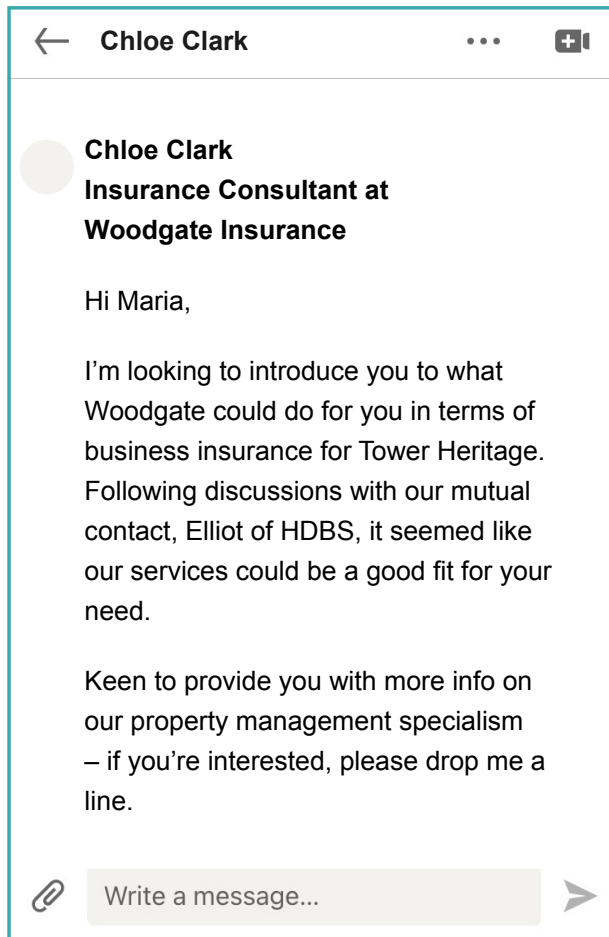 Chloe Clark
Chloe Clark
Insurance Consultant at
Woodgate Insurance
Hi Maria,
I’m looking to introduce you to what
Woodgate could do for you in terms of
business insurance for Tower Heritage.
Following discussions with our mutual
contact, Elliot of HDBS, it seemed like
our services could be a good fit for your
need.
Keen to provide you with more info on
our property management specialism
– if you’re interested, please drop me a
line.
Write a message...